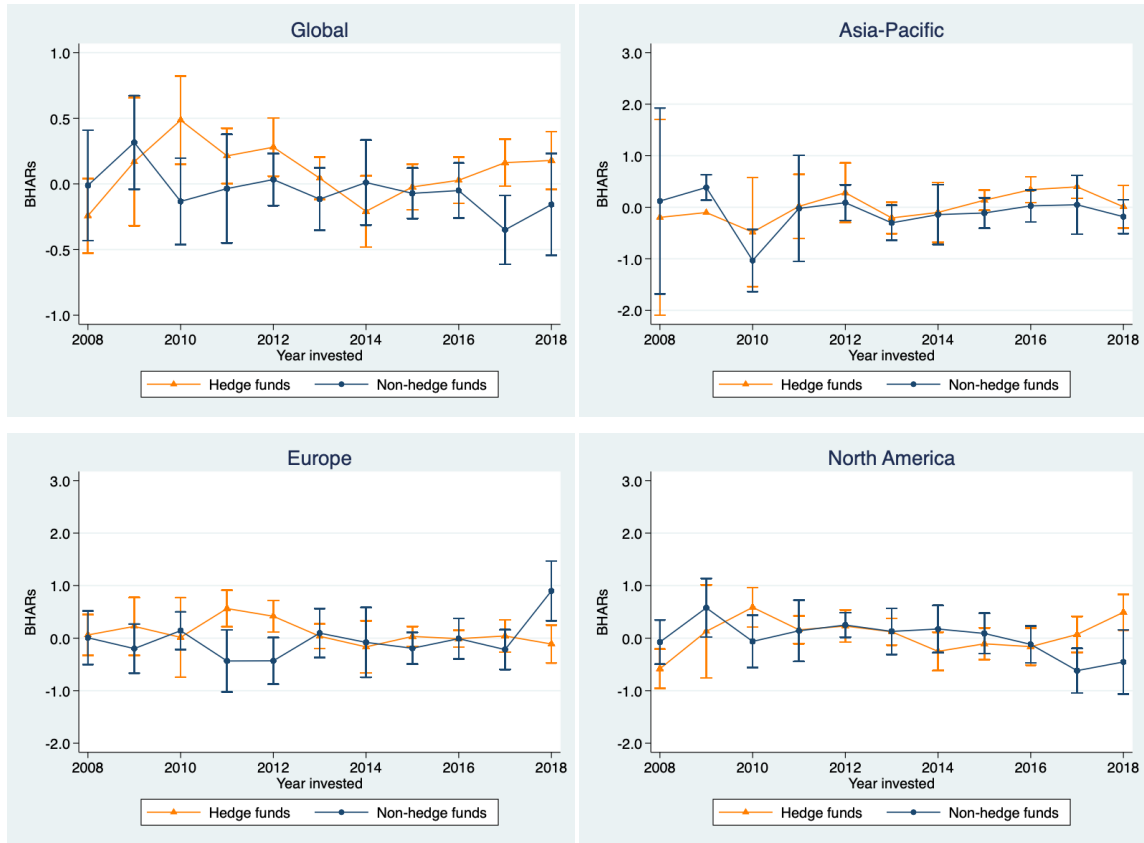 Global
1.0
0.5
0.0
-0.5
-1.0
BHARs
2008 2010 2012 2014 2016 2018
Year invested
Hedge funds Non-hedge funds
Asia-Pacific
3.0
2.0
1.0
0.0
-1.0
-2.0
BHARs
2008 2010 2012 2014 2016 2018
Year invested
Hedge funds Non-hedge funds
Europe
3.0
2.0
1.0
0.0
-1.0
-2.0
BHARs
2008 2010 2012 2014 2016 2018
Year invested
Hedge funds Non-hedge funds
North America
3.0
2.0
1.0
0.0
-1.0
-2.0
BHARs
2008 2010 2012 2014 2016 2018
Year invested
Hedge funds Non-hedge funds